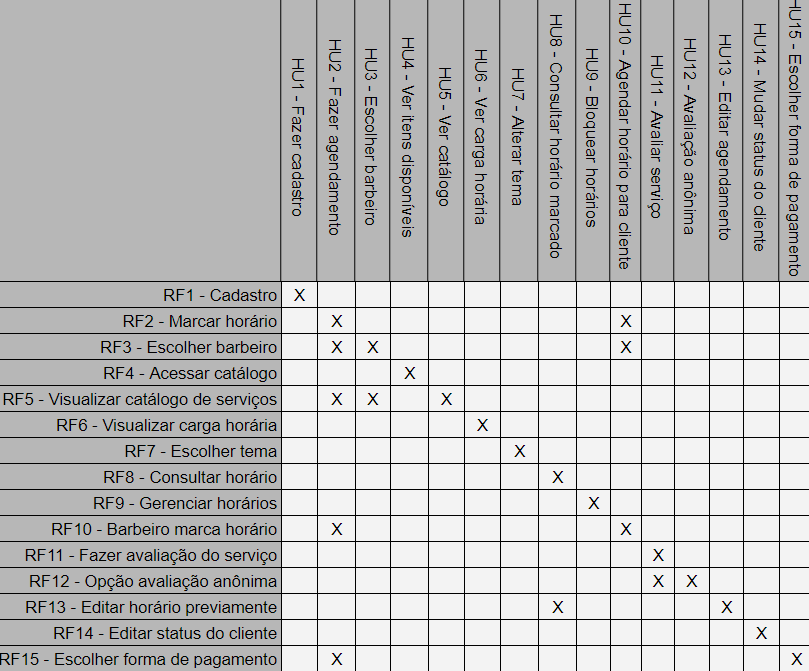 HU1 - Fazer cadastro
HU2 - Fazer agendamento
HU3 - Escolher barbeiro
HU4 - Ver itens disponíveis
HU5 - Ver catálogo
HU6 - Ver carga horária
HU7 - Alterar tema
HU8 - Consultar horário marcado
HU9 - Bloquear horários
HU10 - Agendar horário para cliente
HU11 - Avaliar serviço
HU12 - Avaliação anônima
HU13 - Editar agendamento
HU14 - Mudar status do cliente
HU15 - Escolher forma de pagamento
RF1 - Cadastro X
RF2 - Marcar horário X X
RF3 - Escolher barbeiro X X X
RF4 - Acessar catálogo X
RF5 - Visualizar catálogo de serviços X X X
RF6 - Visualizar carga horária X
RF7 - Escolher tema X
RF8 - Consultar horário X
RF9 - Gerenciar horários X
RF10 - Barbeiro marca horário X X
RF11 - Fazer avaliação do serviço X
RF12 - Opção avaliação anônima X X
RF13 - Editar horário previamente X X
RF14 - Editar status do cliente X
RF15 - Escolher forma de pagamento X X